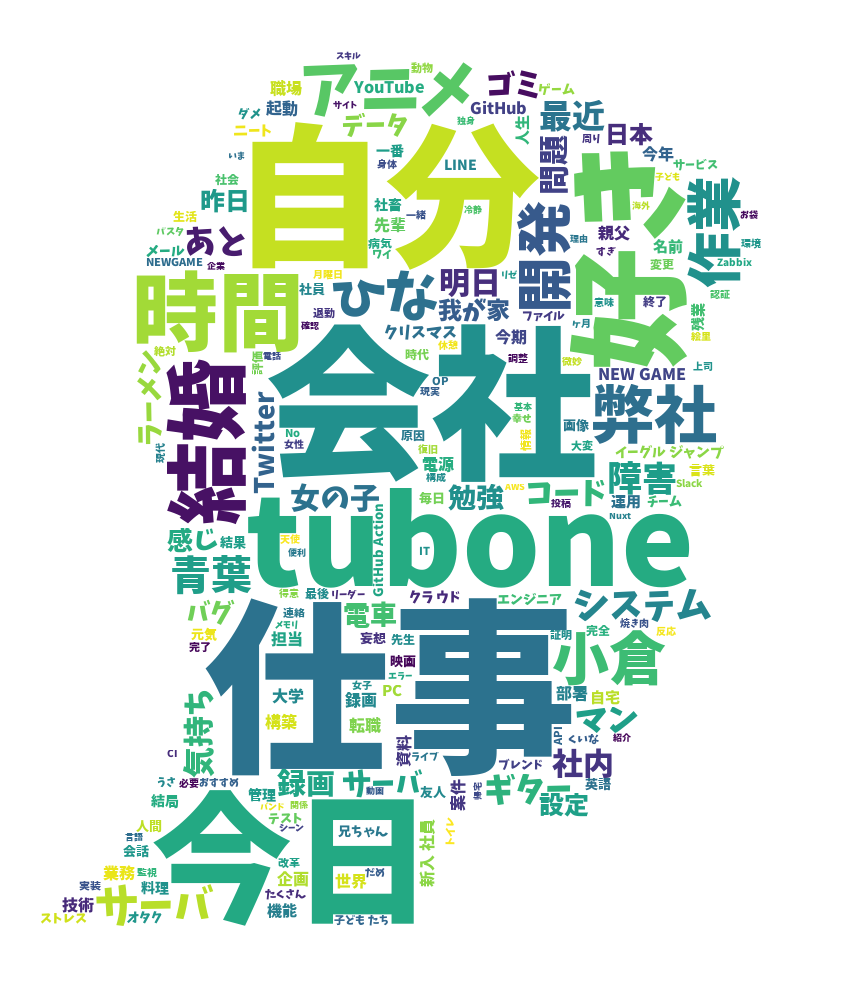 スキル
アニメ
動物
職場
YouTube
ゴミ
ゲーム
ダメ
起動
サイト
GitHub
最近
ニート
データ
独身
人生
日本
いま
自分
一番
身体
LINE
問題
周り
今年
サービス
好き
社会
昨日
社畜
一緒
冷静
子ども
作業
生活
先輩
海外
お袋
パスタ
あと
病気
ワイ
開発
理由
親父
すぎ
名前
環境
メール
NEWGAME
企業
月曜日
リゼ
変更
Zabbix
時間
社員
ひな
明日
我が家
ファイル
意味
終了
認証
退勤
確認
クリスマス
今期
ヶ月
残業
絵里
ラーメン
絶対
評価
電話
時代
休憩
調整
微妙
上司
結婚
会社
OP
現実
NEW GAME
弊社
Twitter
No
女性
原因
基本
幸せ
情報
画像
大変
イーグル ジャンプ
現代
復旧
電源
構成
障害
言葉
女の子
毎日
勉強
AWS
コード
投稿
運用
チーム
Slack
Nuxt
tubone
感じ
結果
天使
便利
GitHub Action
IT
青葉
得意
最後
リーダー
クラウド
エンジニア
システム
バグ
連絡
メモリ
電車
焼き肉
元気
完了
担当
妄想
先生
証明
完全
反応
仕事
映画
エラー
小倉
大学
女子
録画
PC
部署
自宅
気持ち
構築
転職
資料
API
くいな
マン
紹介
CI
ライブ
ブレンド
社内
うさ
必要
おすすめ
録画 サーバ
動画
友人
案件
帰宅
ギター
英語
設定
結局
管理
バンド
関係
人間
テスト
シーン
兄ちゃん
新入 社員
トイレ
言語
会話
今日
改革
業務
監視
企画
世界
だめ
実装
料理
たくさん
技術
サーバ
機能
ストレス
オタク
子ども たち